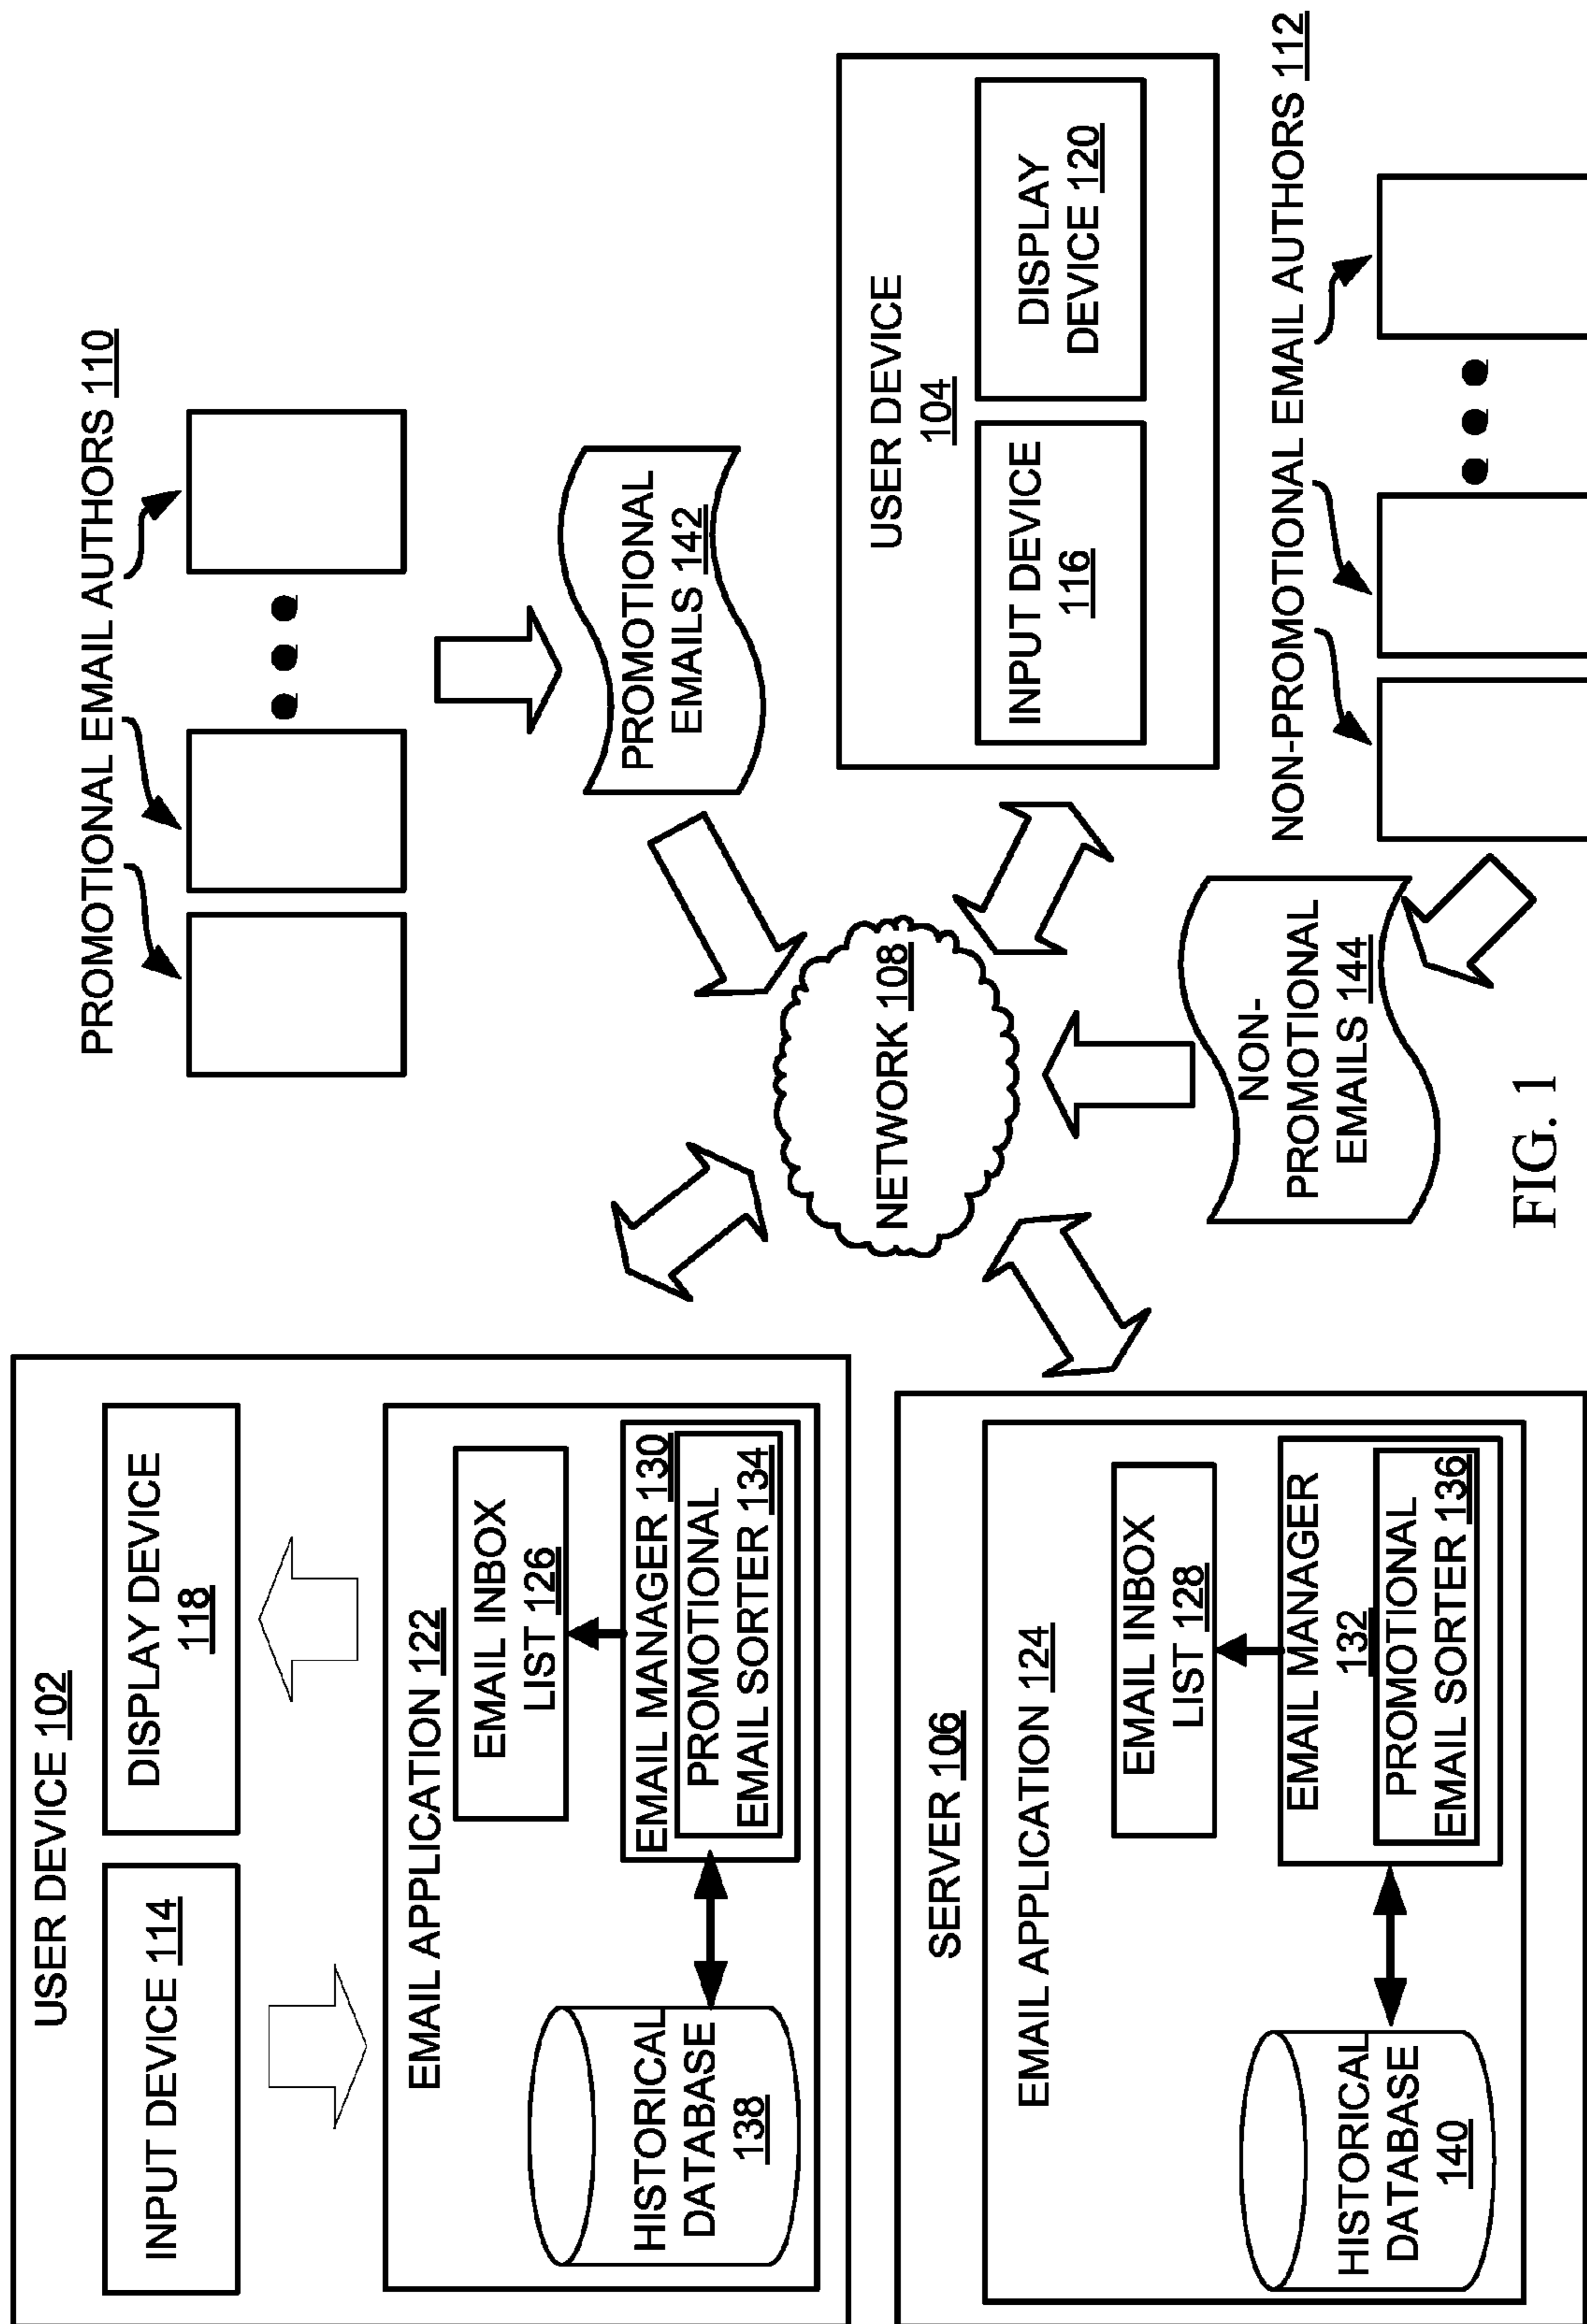 USER DEVICE 102
INPUT DEVICE 114
DISPLAY DEVICE
118
EMAIL APPLICATION 122
EMAIL INBOX
LIST 126
EMAIL MANAGER 130
PROMOTIONAL
EMAIL SORTER 134
HISTORICAL
DATABASE
138
SERVER 106
EMAIL APPLICATION 124
EMAIL INBOX
LIST 128
EMAIL MANAGER
132
PROMOTIONAL
EMAIL SORTER 136
HISTORICAL
DATABASE
140
NETWORK 108
PROMOTIONAL EMAIL AUTHORS 110
PROMOTIONAL
EMAILS 142
USER DEVICE
104
INPUT DEVICE
116
DISPLAY
DEVICE 120
NON-PROMOTIONAL EMAIL AUTHORS 112
NON-
PROMOTIONAL
EMAILS 144
FIG. 1